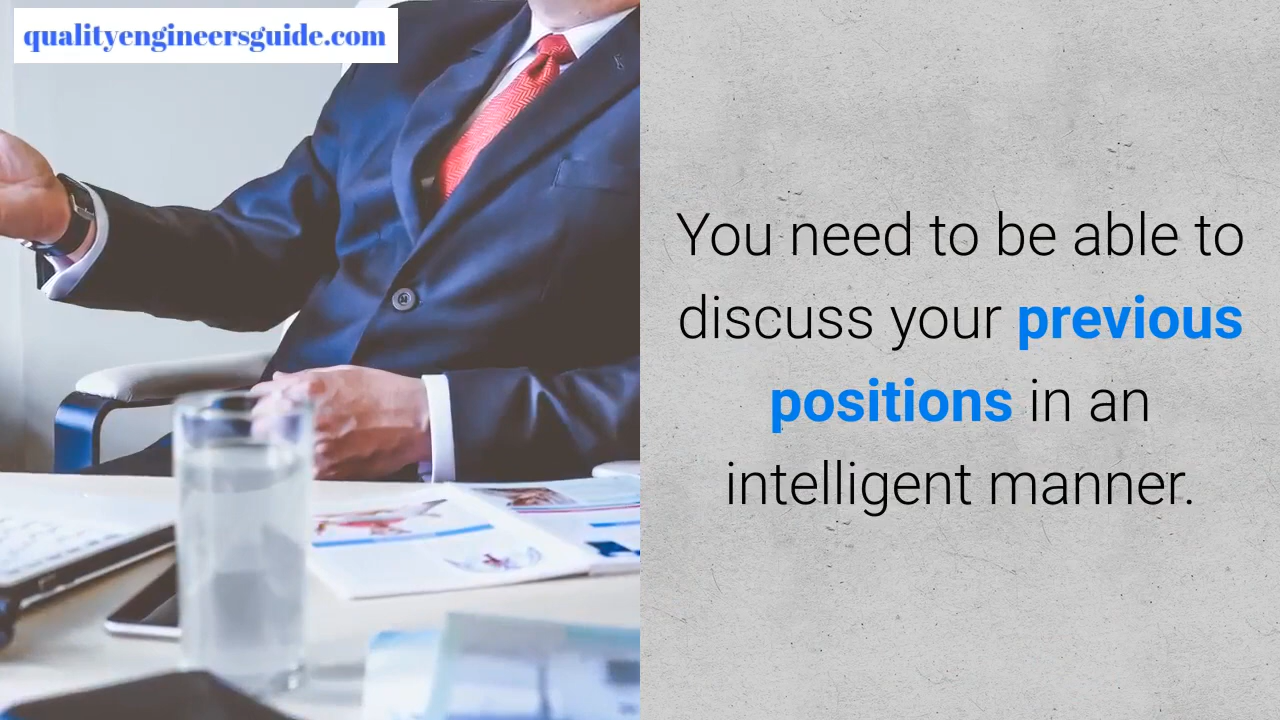 qualityengineersguide.com
You need to be able to
discuss your previous
positions in an
intelligent manner.